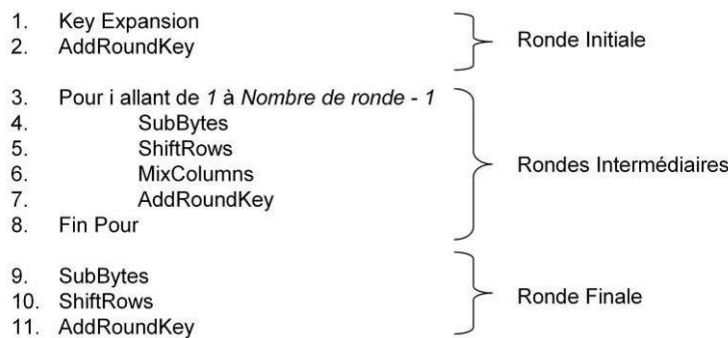 1. Key Expansion
2. AddRoundKey
Ronde Initiale
3. Pour i allant de 1 à Nombre de ronde - 1
4. SubBytes
5. ShiftRows
6. MixColumns
7. AddRoundKey
8. Fin Pour
Rondes Intermédiaires
9. SubBytes
10. ShiftRows
11. AddRoundKey
Ronde Finale